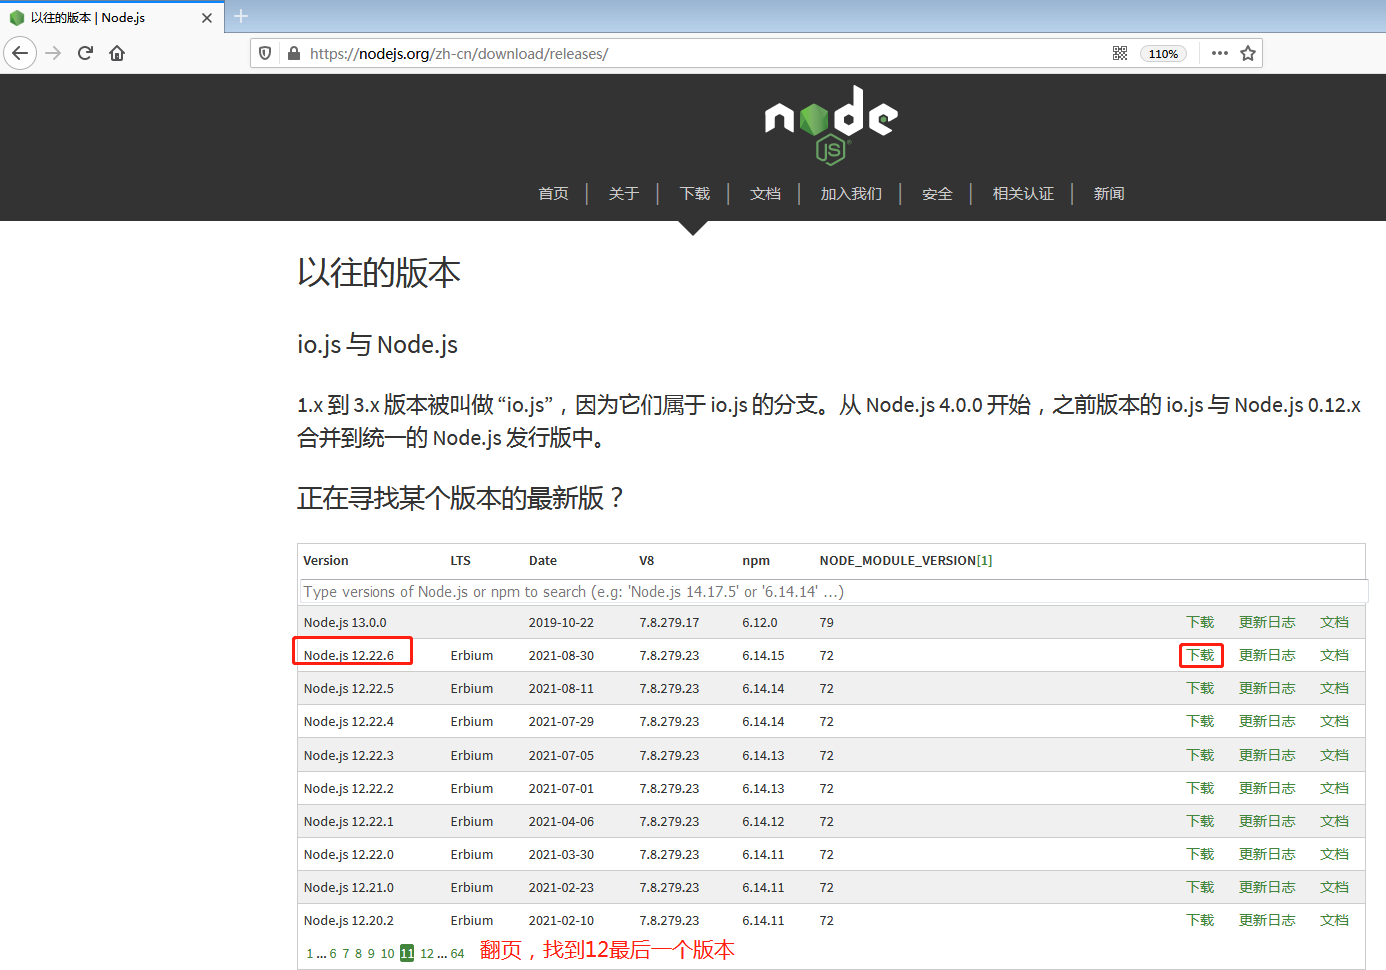 以往的版本 | Node.js
https://nodejs.org/zh-cn/download/releases/
110%
node
JS
首页 | 关于 | 下载 | 文档 | 加入我们 | 安全 | 相关认证 | 新闻
以往的版本
io.js 与 Node.js
1.x 到 3.x 版本被叫做 “io.js”，因为它们属于 io.js 的分支。从 Node.js 4.0.0 开始，之前版本的 io.js 与 Node.js 0.12.x
合并到统一的 Node.js 发行版中。
正在寻找某个版本的最新版？
Version LTS Date V8 npm NODE_MODULE_VERSION[1]
Type versions of Node.js or npm to search (e.g: 'Node.js 14.17.5' or '6.14.14' ...)
Node.js 13.0.0 2019-10-22 7.8.279.17 6.12.0 79 下载 更新日志 文档
Node.js 12.22.6 Erbium 2021-08-30 7.8.279.23 6.14.15 72 下载 更新日志 文档
Node.js 12.22.5 Erbium 2021-08-11 7.8.279.23 6.14.14 72 下载 更新日志 文档
Node.js 12.22.4 Erbium 2021-07-29 7.8.279.23 6.14.14 72 下载 更新日志 文档
Node.js 12.22.3 Erbium 2021-07-05 7.8.279.23 6.14.13 72 下载 更新日志 文档
Node.js 12.22.2 Erbium 2021-07-01 7.8.279.23 6.14.13 72 下载 更新日志 文档
Node.js 12.22.1 Erbium 2021-04-06 7.8.279.23 6.14.12 72 下载 更新日志 文档
Node.js 12.22.0 Erbium 2021-03-30 7.8.279.23 6.14.11 72 下载 更新日志 文档
Node.js 12.21.0 Erbium 2021-02-23 7.8.279.23 6.14.11 72 下载 更新日志 文档
Node.js 12.20.2 Erbium 2021-02-10 7.8.279.23 6.14.11 72 下载 更新日志 文档
1 ... 6 7 8 9 10 11 12 ... 64 翻页，找到12最后一个版本